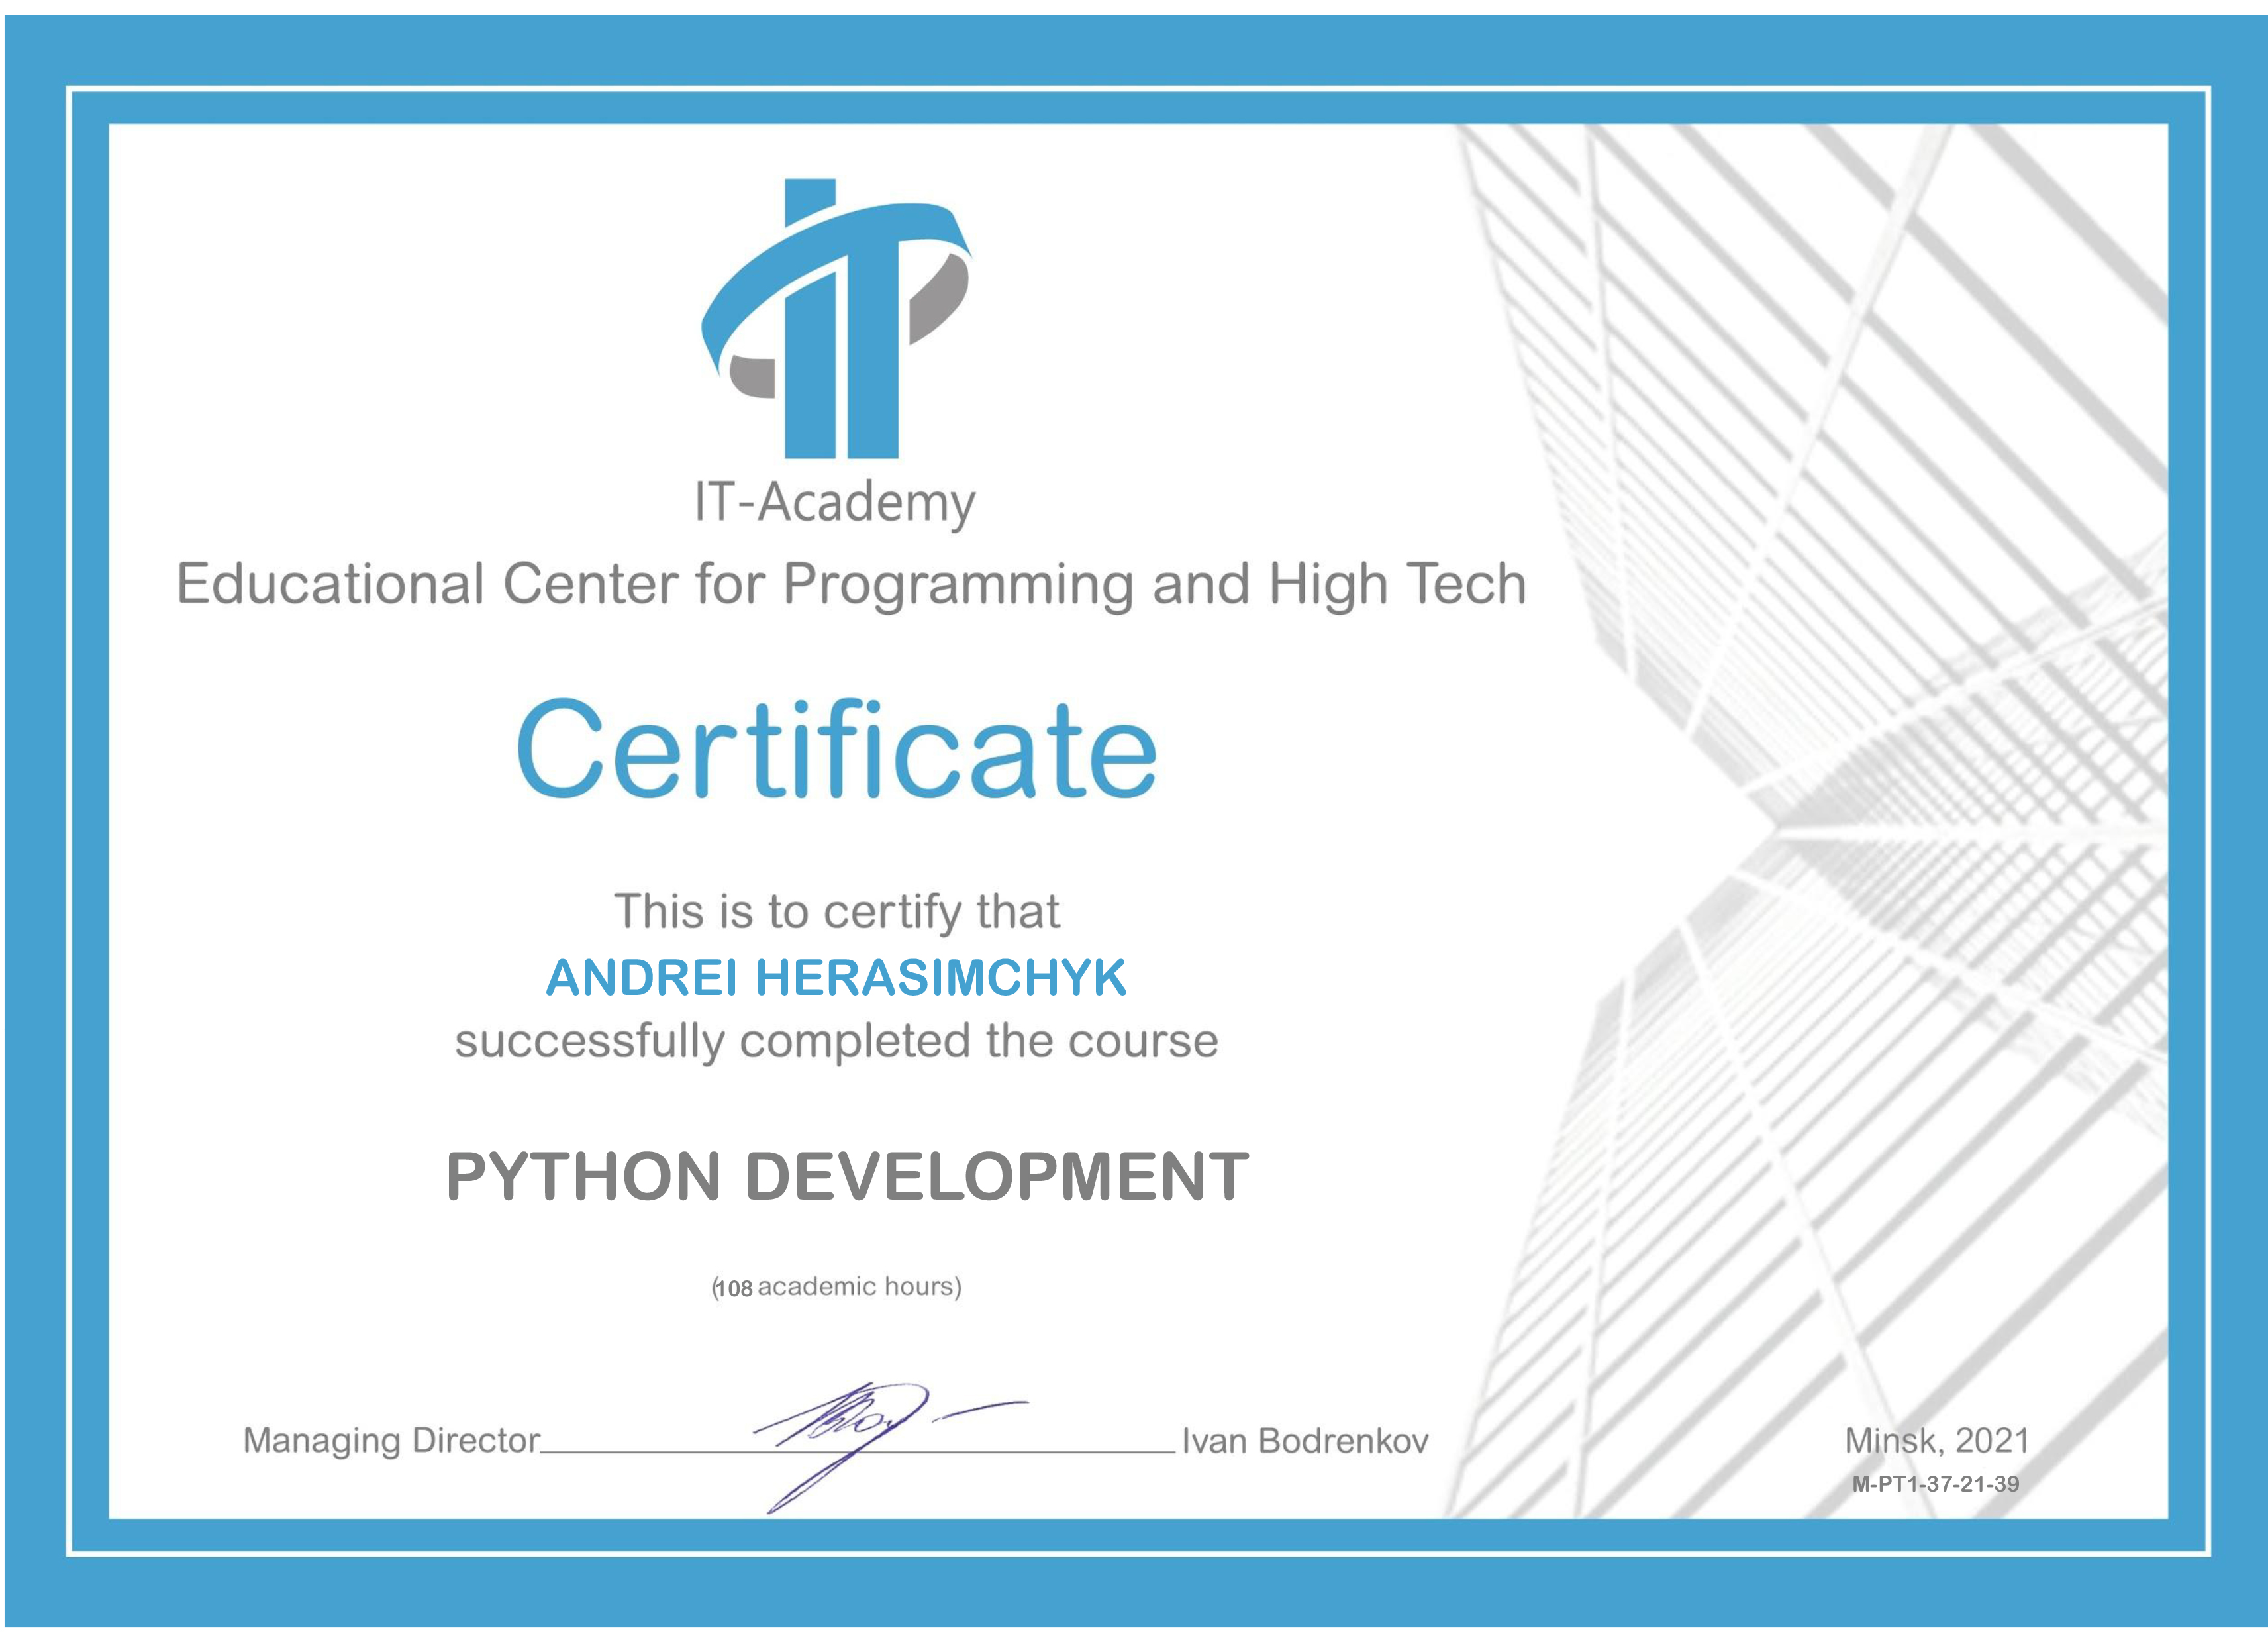 IT-Academy
Educational Center for Programming and High Tech
Certificate
This is to certify that
ANDREI HERASIMCHYK
successfully completed the course
PYTHON DEVELOPMENT
(108 academic hours)
Managing Director Ivan Bodrenkov
Minsk, 2021
M-PT1-37-21-39